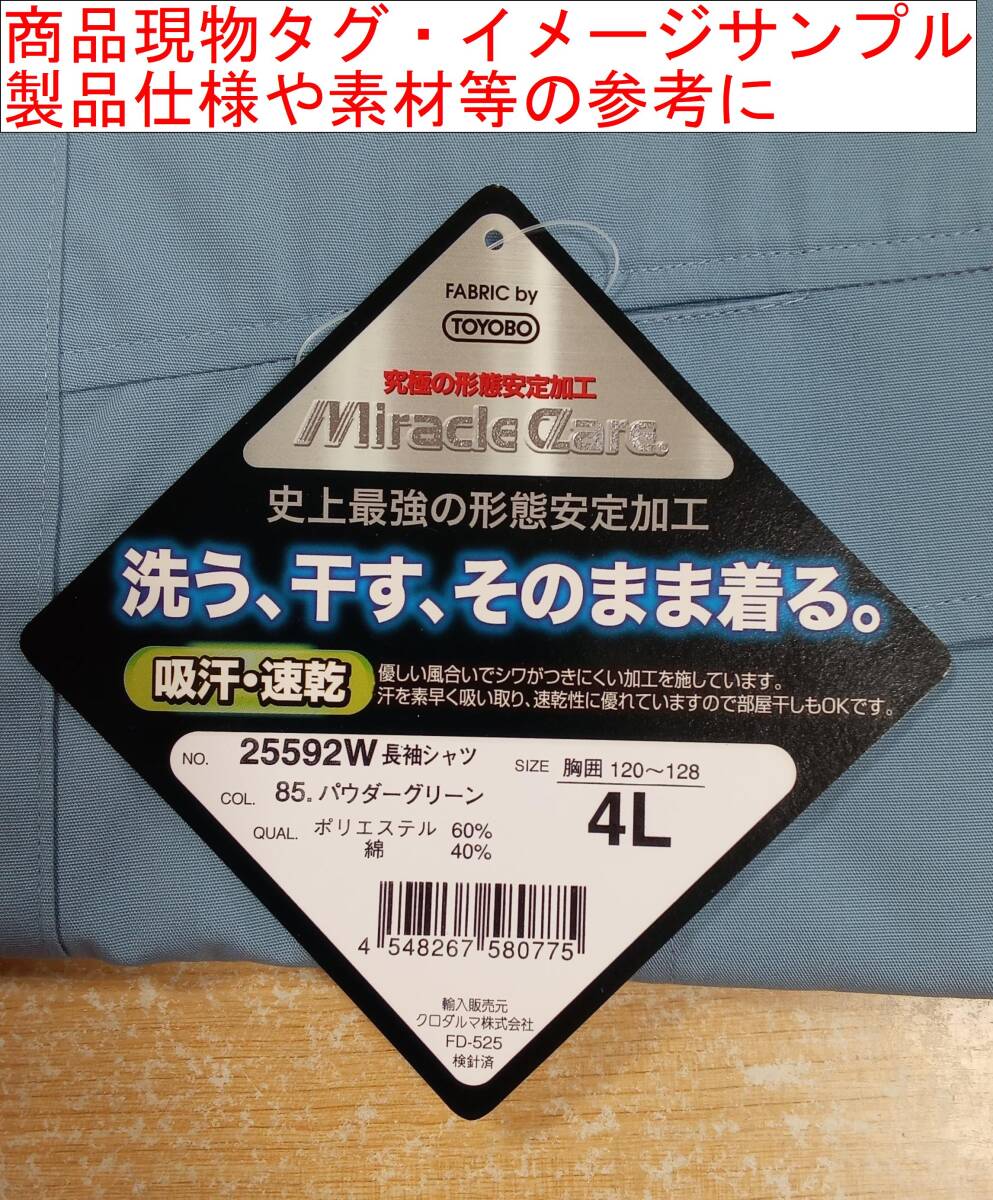 商品現物タグ・イメージサンプル
製品仕様や素材等の参考に
FABRIC by
TOYOBO
究極の形態安定加工
Miracle Care®
史上最強の形態安定加工
洗う、干す、そのまま着る。
吸汗・速乾
優しい風合いでシワがつきにくい加工を施しています。
汗を素早く吸い取り、速乾性に優れていますので部屋干しもOKです。
NO. 25592W 長袖シャツ
COL. 85. パウダーグリーン
QUAL. ポリエステル 60%
綿 40%
SIZE 胸囲 120～128
4L
4 548267 580775
輸入販売元
クロダルマ株式会社
FD-525
検針済